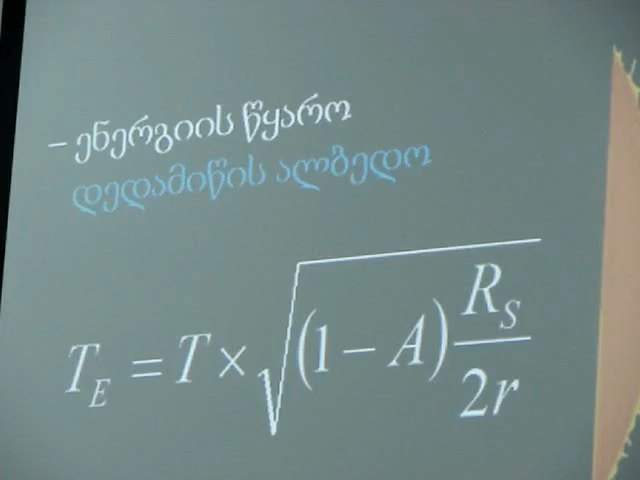 – ენერგიის წყარო
დედამიწის ალბედო
T_E = T × √((1 − A) R_S / 2r)